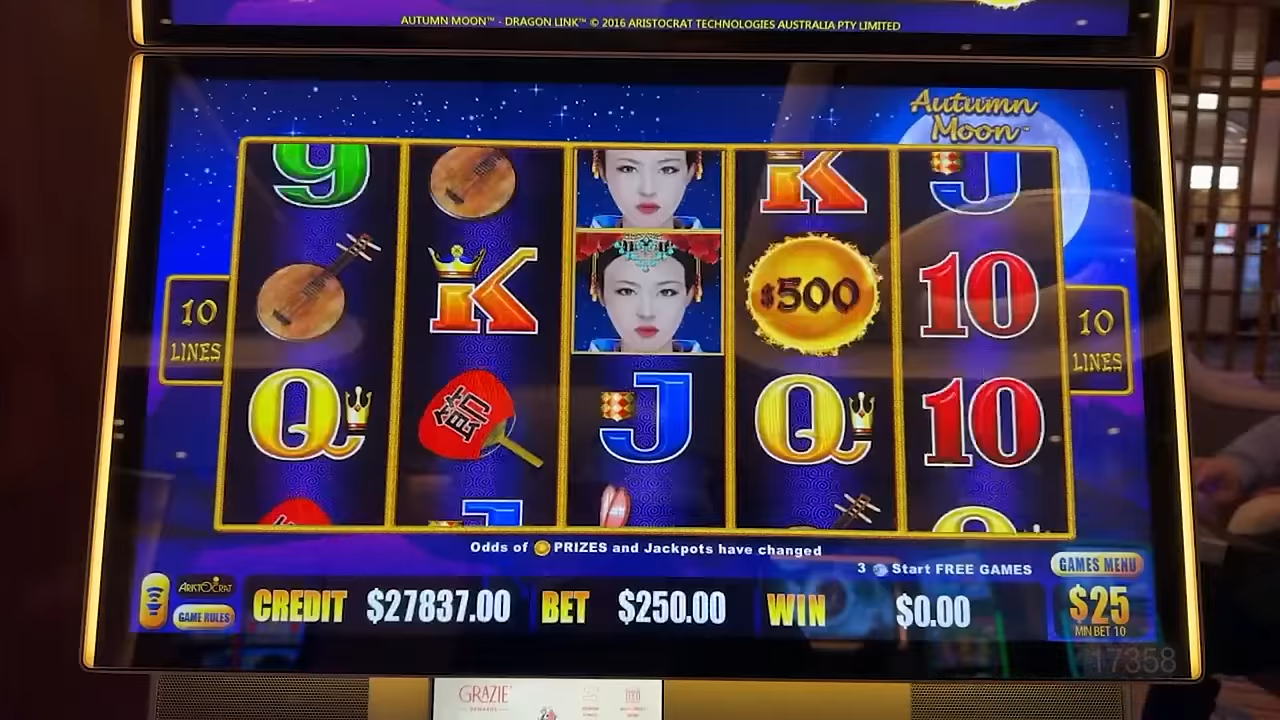 AUTUMN MOON™ - DRAGON LINK™ © 2016 ARISTOCRAT TECHNOLOGIES AUSTRALIA PTY LIMITED
Autumn
Moon™
9 K J
$500
K 10
10
LINES
10
LINES
Q J Q 10
J
Odds of PRIZES and Jackpots have changed
3 Start FREE GAMES
GAMES MENU
ARISTOCRAT
GAME RULES
CREDIT $27837.00 BET $250.00 WIN $0.00
$25
MIN BET 10
17358
GRAZIE
REWARDS